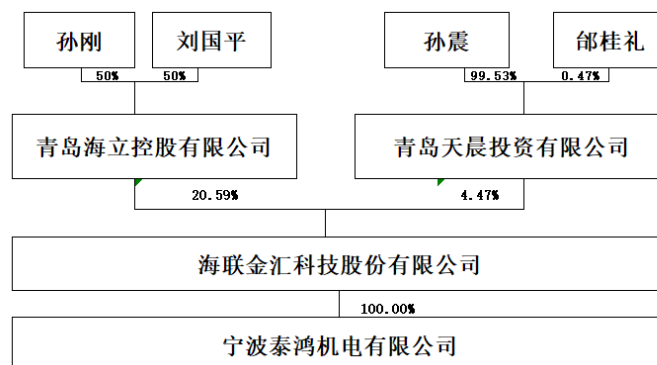 孙刚
刘国平
孙震
邰桂礼
50%
50%
99.53%
0.47%
青岛海立控股有限公司
青岛天晨投资有限公司
20.59%
4.47%
海联金汇科技股份有限公司
100.00%
宁波泰鸿机电有限公司